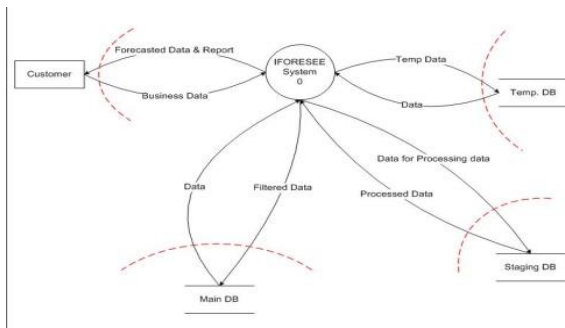 Forecasted Data & Report
Customer
Business Data
IFORESEE
System
0
Temp Data
Data
Temp. DB
Data for Processing data
Processed Data
Data
Filtered Data
Staging DB
Main DB